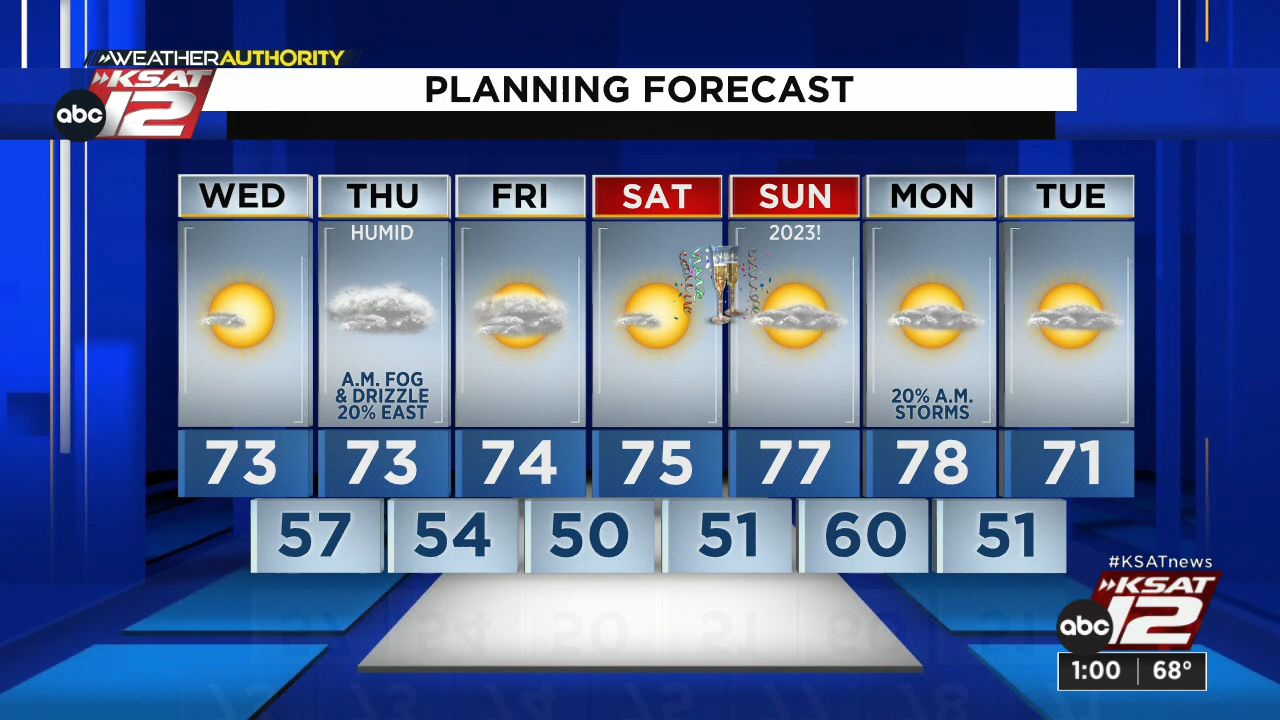 WEATHERAUTHORITY
KSAT
abc 12
PLANNING FORECAST
WED THU FRI SAT SUN MON TUE
HUMID 2023!
A.M. FOG
& DRIZZLE
20% EAST
20% A.M.
STORMS
73 73 74 75 77 78 71
57 54 50 51 60 51
#KSATnews
KSAT
abc 12
1:00 68°